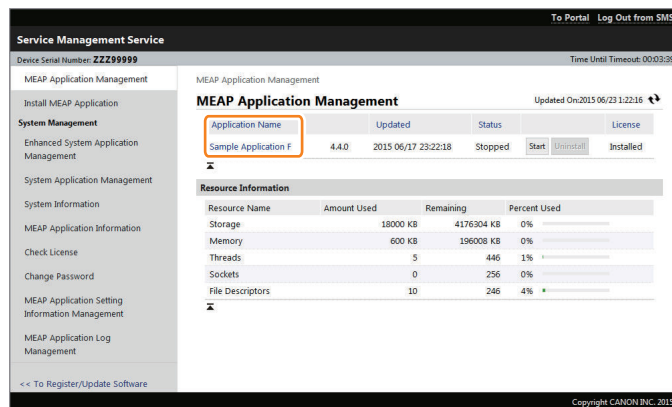 To Portal Log Out from SMS
Service Management Service
Device Serial Number: ZZZ99999 Time Until Timeout: 00:03:39
MEAP Application Management
Install MEAP Application
System Management
Enhanced System Application
Management
System Application Management
System Information
MEAP Application Information
Check License
Change Password
MEAP Application Setting
Information Management
MEAP Application Log
Management
<< To Register/Update Software
MEAP Application Management
MEAP Application Management Updated On:2015 06/23 1:22:16
Application Name Updated Status License
Sample Application F 4.4.0 2015 06/17 23:22:18 Stopped Start Uninstall Installed
Resource Information
Resource Name Amount Used Remaining Percent Used
Storage 18000 KB 4176304 KB 0%
Memory 600 KB 196008 KB 0%
Threads 5 446 1%
Sockets 0 256 0%
File Descriptors 10 246 4%
Copyright CANON INC. 2015